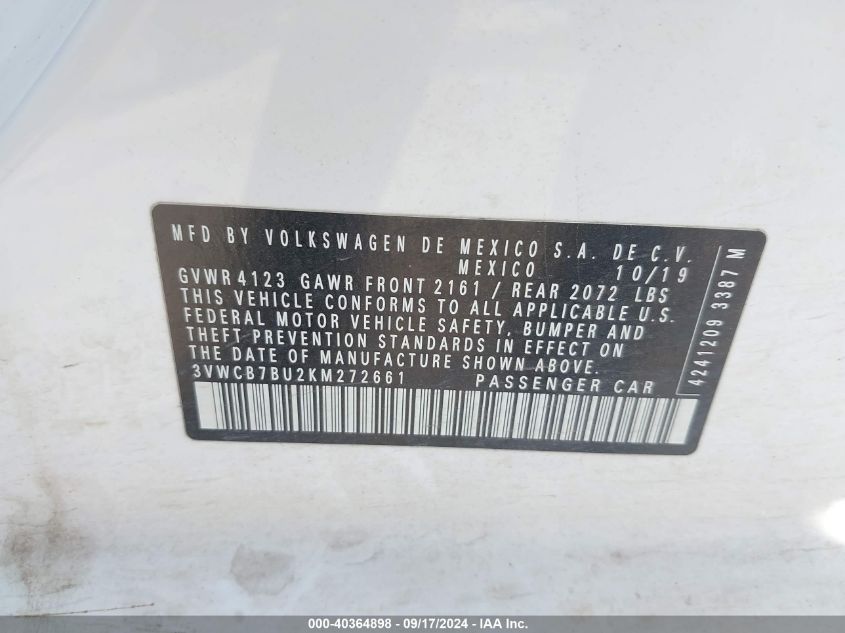 MFD BY VOLKSWAGEN DE MEXICO S.A. DE C.V.
MEXICO 10/19
GVWR 4123 GAWR FRONT 2161 / REAR 2072 LBS
THIS VEHICLE CONFORMS TO ALL APPLICABLE U.S.
FEDERAL MOTOR VEHICLE SAFETY, BUMPER AND
THEFT PREVENTION STANDARDS IN EFFECT ON
THE DATE OF MANUFACTURE SHOWN ABOVE.
3VWCB7BU2KM272661 PASSENGER CAR
4241209 3387 M
000-40364898 - 09/17/2024 - IAA Inc.